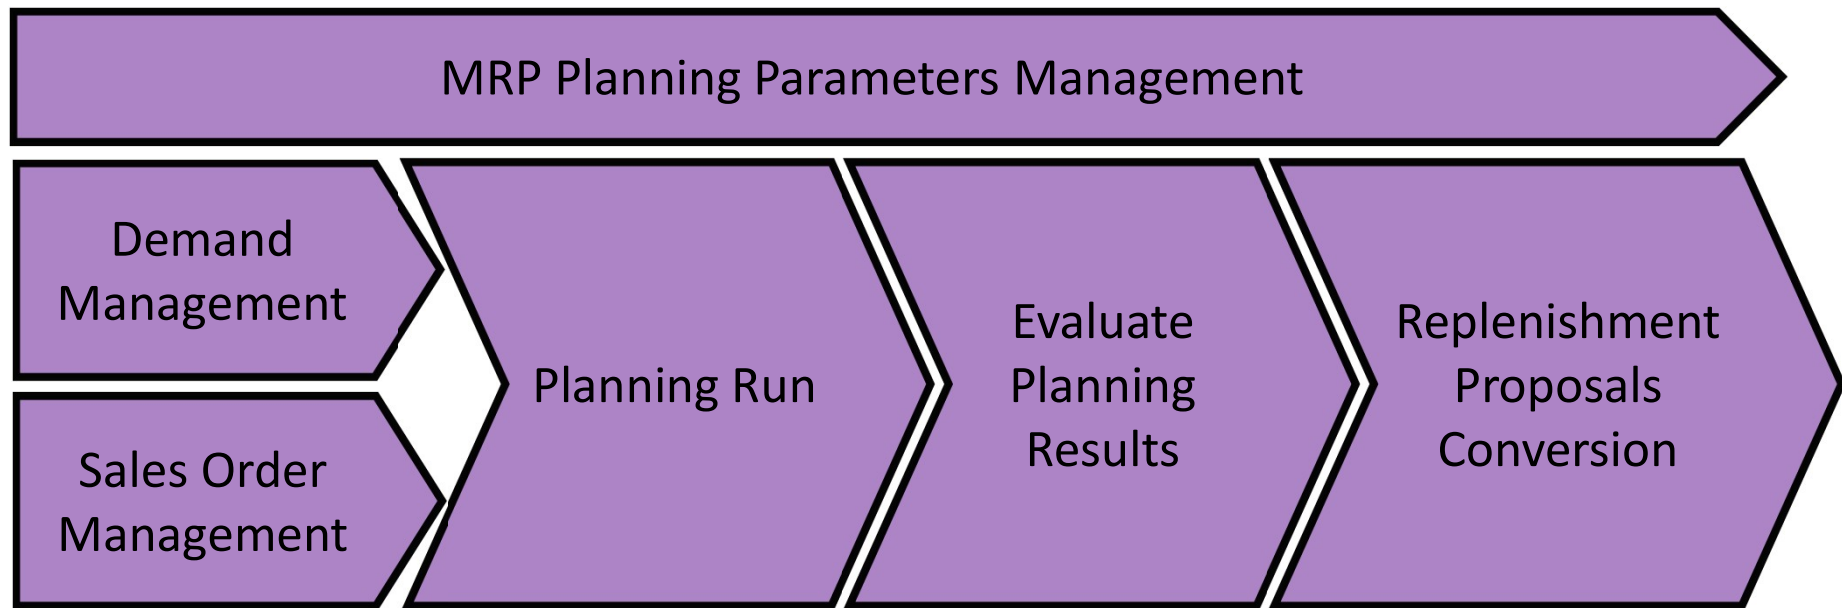 MRP Planning Parameters Management
Demand
Management
Sales Order
Management
Planning Run
Evaluate
Planning
Results
Replenishment
Proposals
Conversion